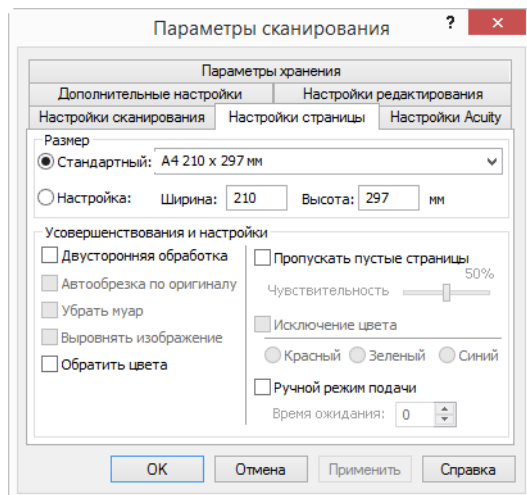 Параметры сканирования ? ×
Параметры хранения
Дополнительные настройки Настройки редактирования
Настройки сканирования Настройки страницы Настройки Acuity
Размер
Стандартный: A4 210 x 297 мм
Настройка: Ширина: 210 Высота: 297 мм
Усовершенствования и настройки
Двусторонняя обработка Пропускать пустые страницы
50%
Автообрезка по оригиналу Чувствительность
Убрать муар Исключение цвета
Выровнять изображение Красный Зеленый Синий
Обратить цвета Ручной режим подачи
Время ожидания: 0
OK Отмена Применить Справка